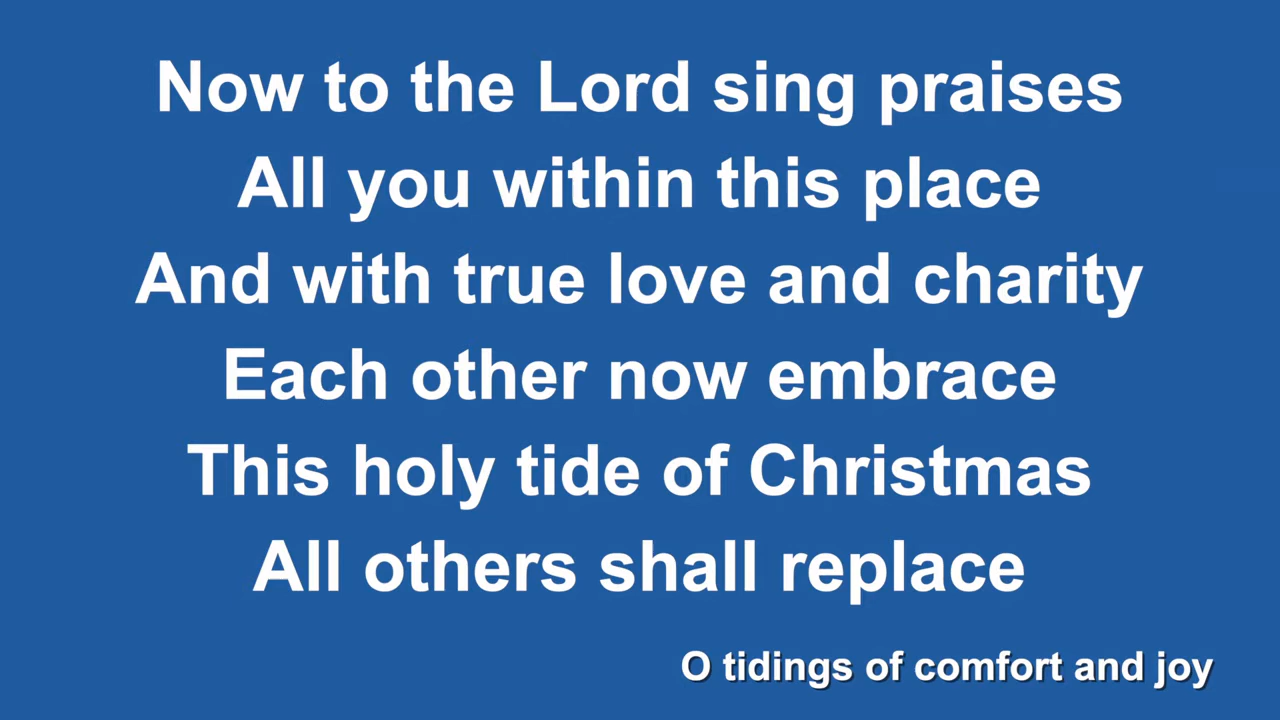 Now to the Lord sing praises
All you within this place
And with true love and charity
Each other now embrace
This holy tide of Christmas
All others shall replace
O tidings of comfort and joy